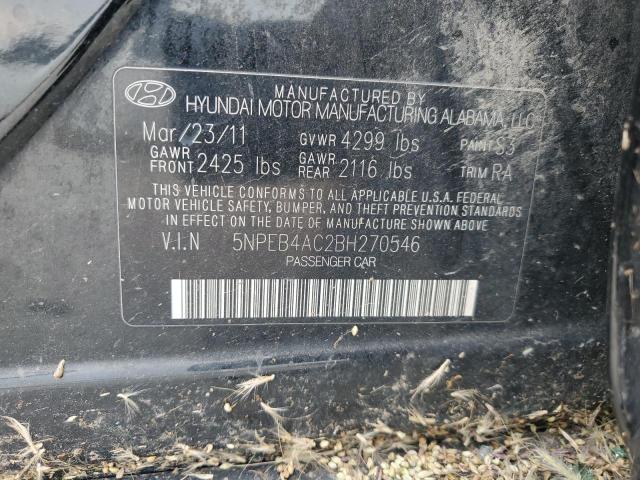 MANUFACTURED BY
HYUNDAI MOTOR MANUFACTURING ALABAMA, LLC
Mar/23/11 GVWR 4299 lbs PAINT S3
GAWR FRONT 2425 lbs GAWR REAR 2116 lbs TRIM RA
THIS VEHICLE CONFORMS TO ALL APPLICABLE U.S.A. FEDERAL
MOTOR VEHICLE SAFETY, BUMPER, AND THEFT PREVENTION STANDARDS
IN EFFECT ON THE DATE OF MANUFACTURE SHOWN ABOVE.
V.I.N 5NPEB4AC2BH270546
PASSENGER CAR